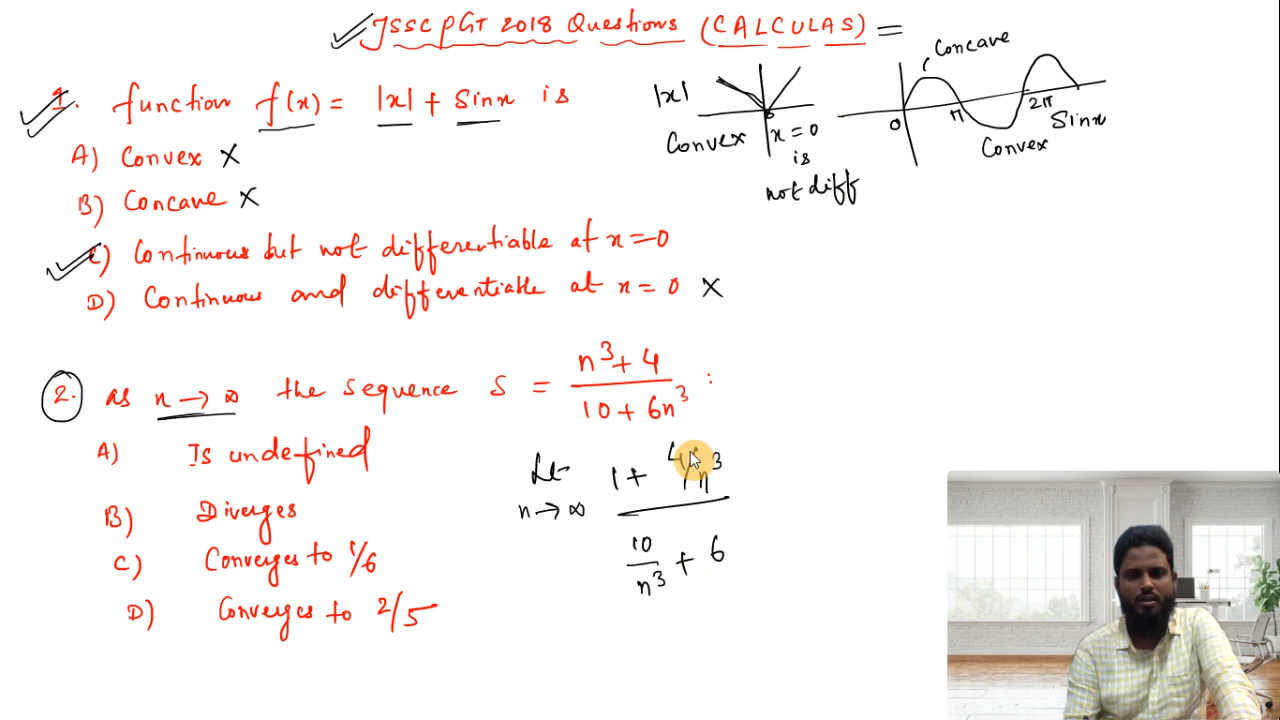 JSSC PGT 2018 Questions (CALCULAS) =
1. function f(x) = |x| + Sinx is
A) Convex X
B) Concave X
C) Continuous but not differentiable at x=0
D) Continuous and differentiable at x=0 X
|x|
Convex
x=0
is
not diff
Concave
0
π
2π
Sinx
Convex
2. as n → ∞ the sequence S = n³+4 / 10+6n³ :
A) Is undefined
B) Diverges
C) Converges to 1/6
D) Converges to 2/5
Lt n→∞ 1 + 4/n³
10/n³ + 6